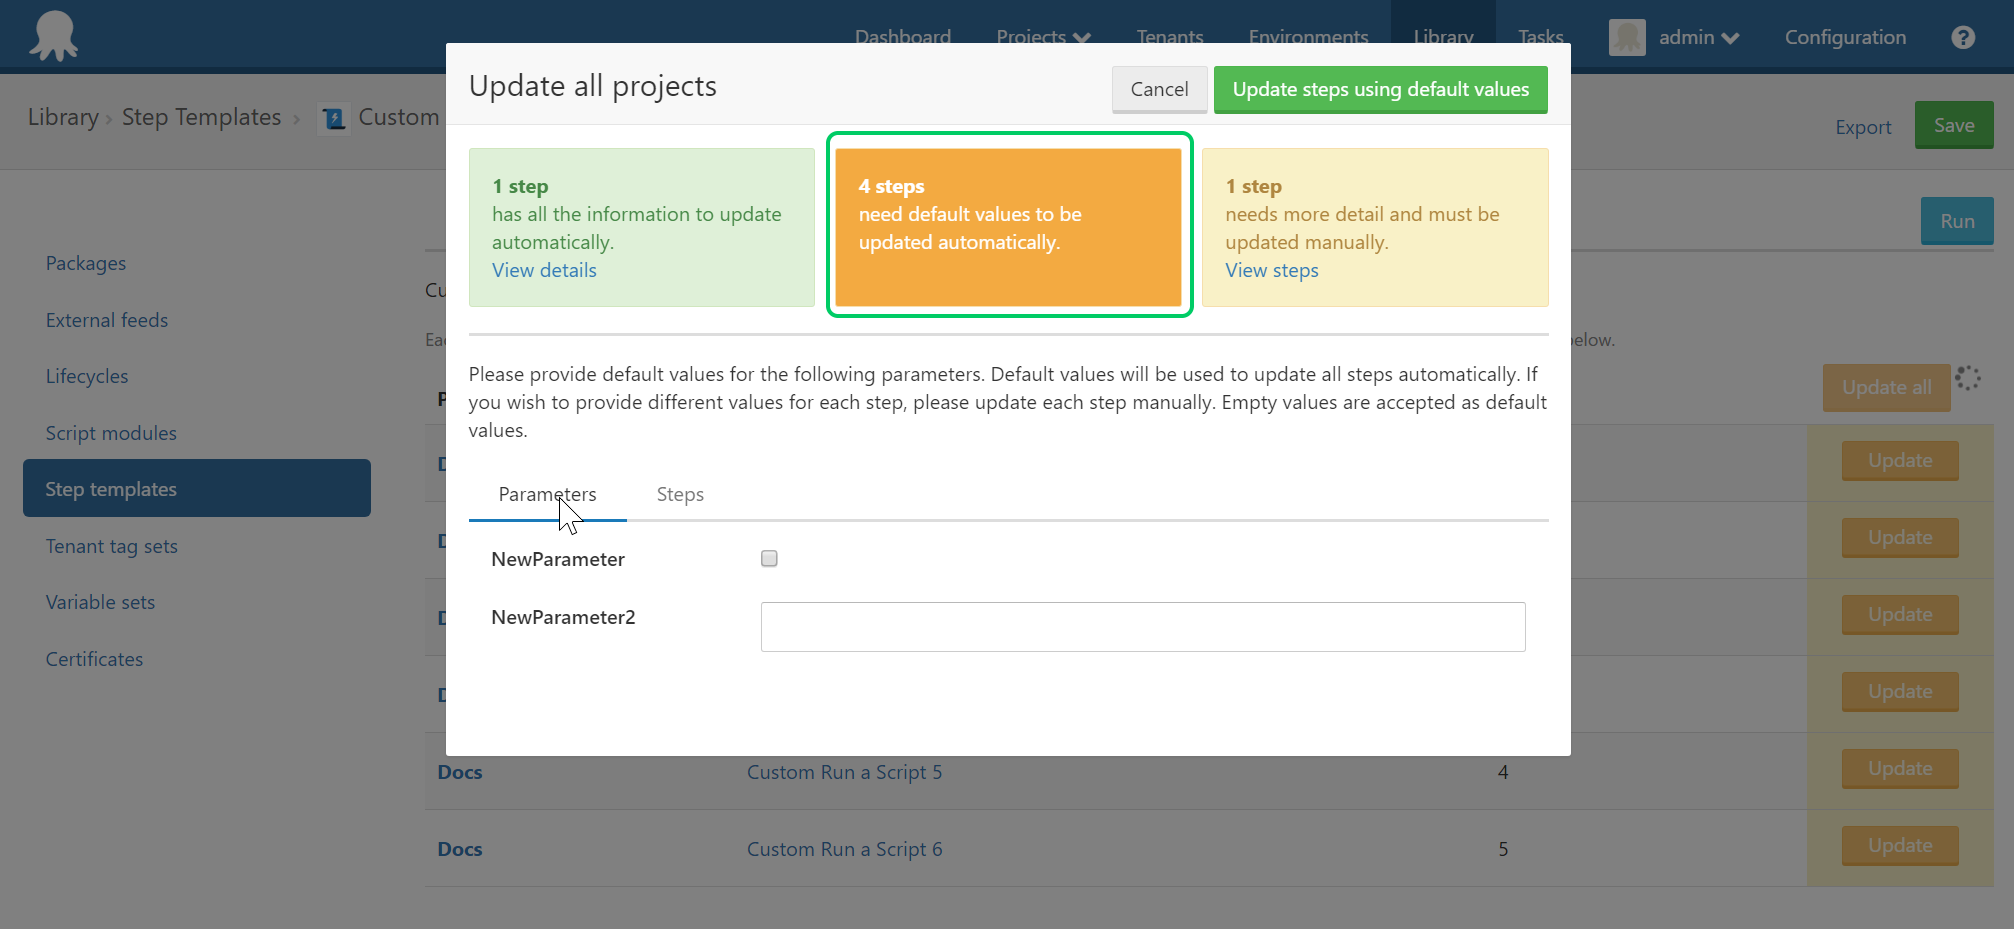 Dashboard Projects Tenants Environments Library Tasks admin Configuration ?
Update all projects
Cancel
Update steps using default values
Library › Step Templates › Custom
Export
Save
1 step
has all the information to update
automatically.
View details
4 steps
need default values to be
updated automatically.
1 step
needs more detail and must be
updated manually.
View steps
Run
Packages
External feeds
Lifecycles
Script modules
Step templates
Tenant tag sets
Variable sets
Certificates
below.
Update all
Please provide default values for the following parameters. Default values will be used to update all steps automatically. If
you wish to provide different values for each step, please update each step manually. Empty values are accepted as default
values.
Parameters
Steps
NewParameter
NewParameter2
Update
Update
Update
Update
Docs Custom Run a Script 5 4 Update
Docs Custom Run a Script 6 5 Update